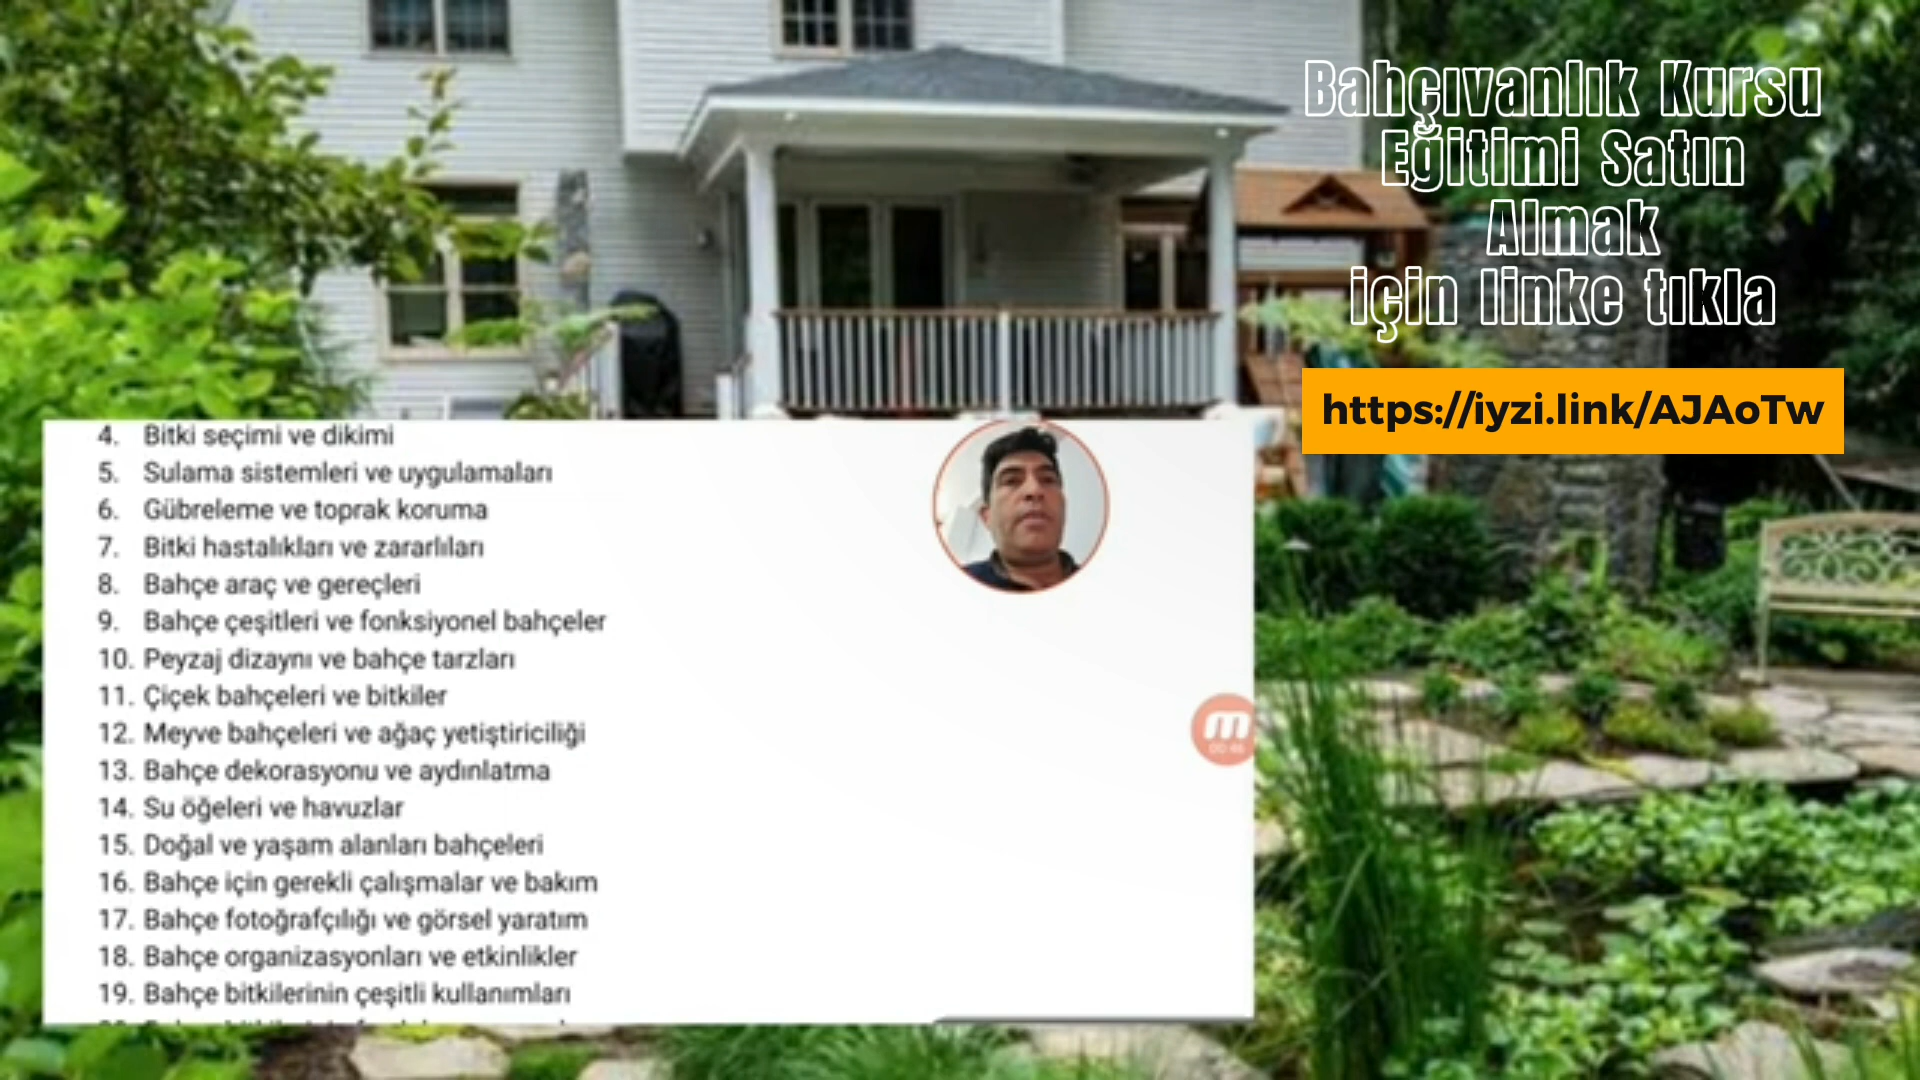 Bahçıvanlık Kursu
Eğitimi Satın
Almak
için linke tıkla
https://iyzi.link/AJAoTw
4. Bitki seçimi ve dikimi
5. Sulama sistemleri ve uygulamaları
6. Gübreleme ve toprak koruma
7. Bitki hastalıkları ve zararlıları
8. Bahçe araç ve gereçleri
9. Bahçe çeşitleri ve fonksiyonel bahçeler
10. Peyzaj dizaynı ve bahçe tarzları
11. Çiçek bahçeleri ve bitkiler
12. Meyve bahçeleri ve ağaç yetiştiriciliği
13. Bahçe dekorasyonu ve aydınlatma
14. Su öğeleri ve havuzlar
15. Doğal ve yaşam alanları bahçeleri
16. Bahçe için gerekli çalışmalar ve bakım
17. Bahçe fotoğrafçılığı ve görsel yaratım
18. Bahçe organizasyonları ve etkinlikler
19. Bahçe bitkilerinin çeşitli kullanımları
m
00:46